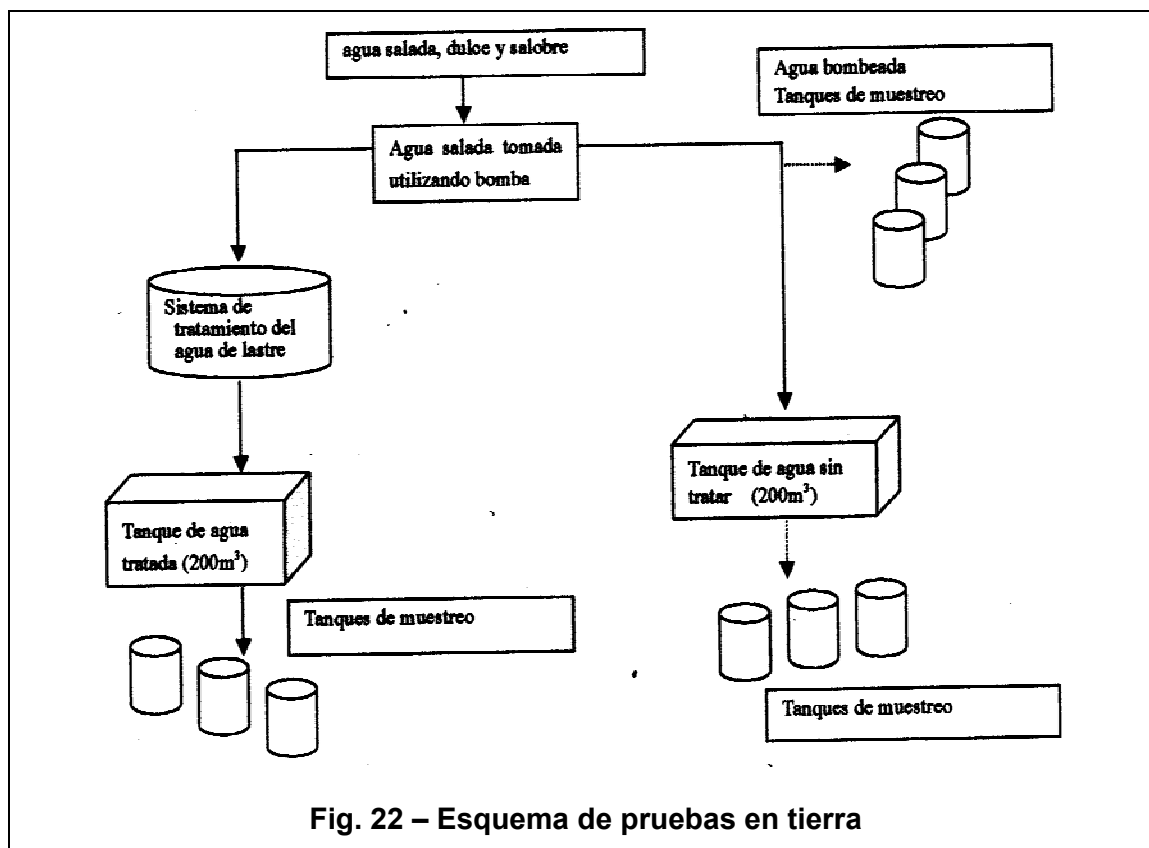 agua salada, dulce y salobre
Agua bombeada
Tanques de muestreo
Agua salada tomada
utilizando bomba
Sistema de
tratamiento del
agua de lastre
Tanque de agua sin
tratar (200m³)
Tanque de agua
tratada (200m³)
Tanques de muestreo
Tanques de muestreo
Fig. 22 – Esquema de pruebas en tierra